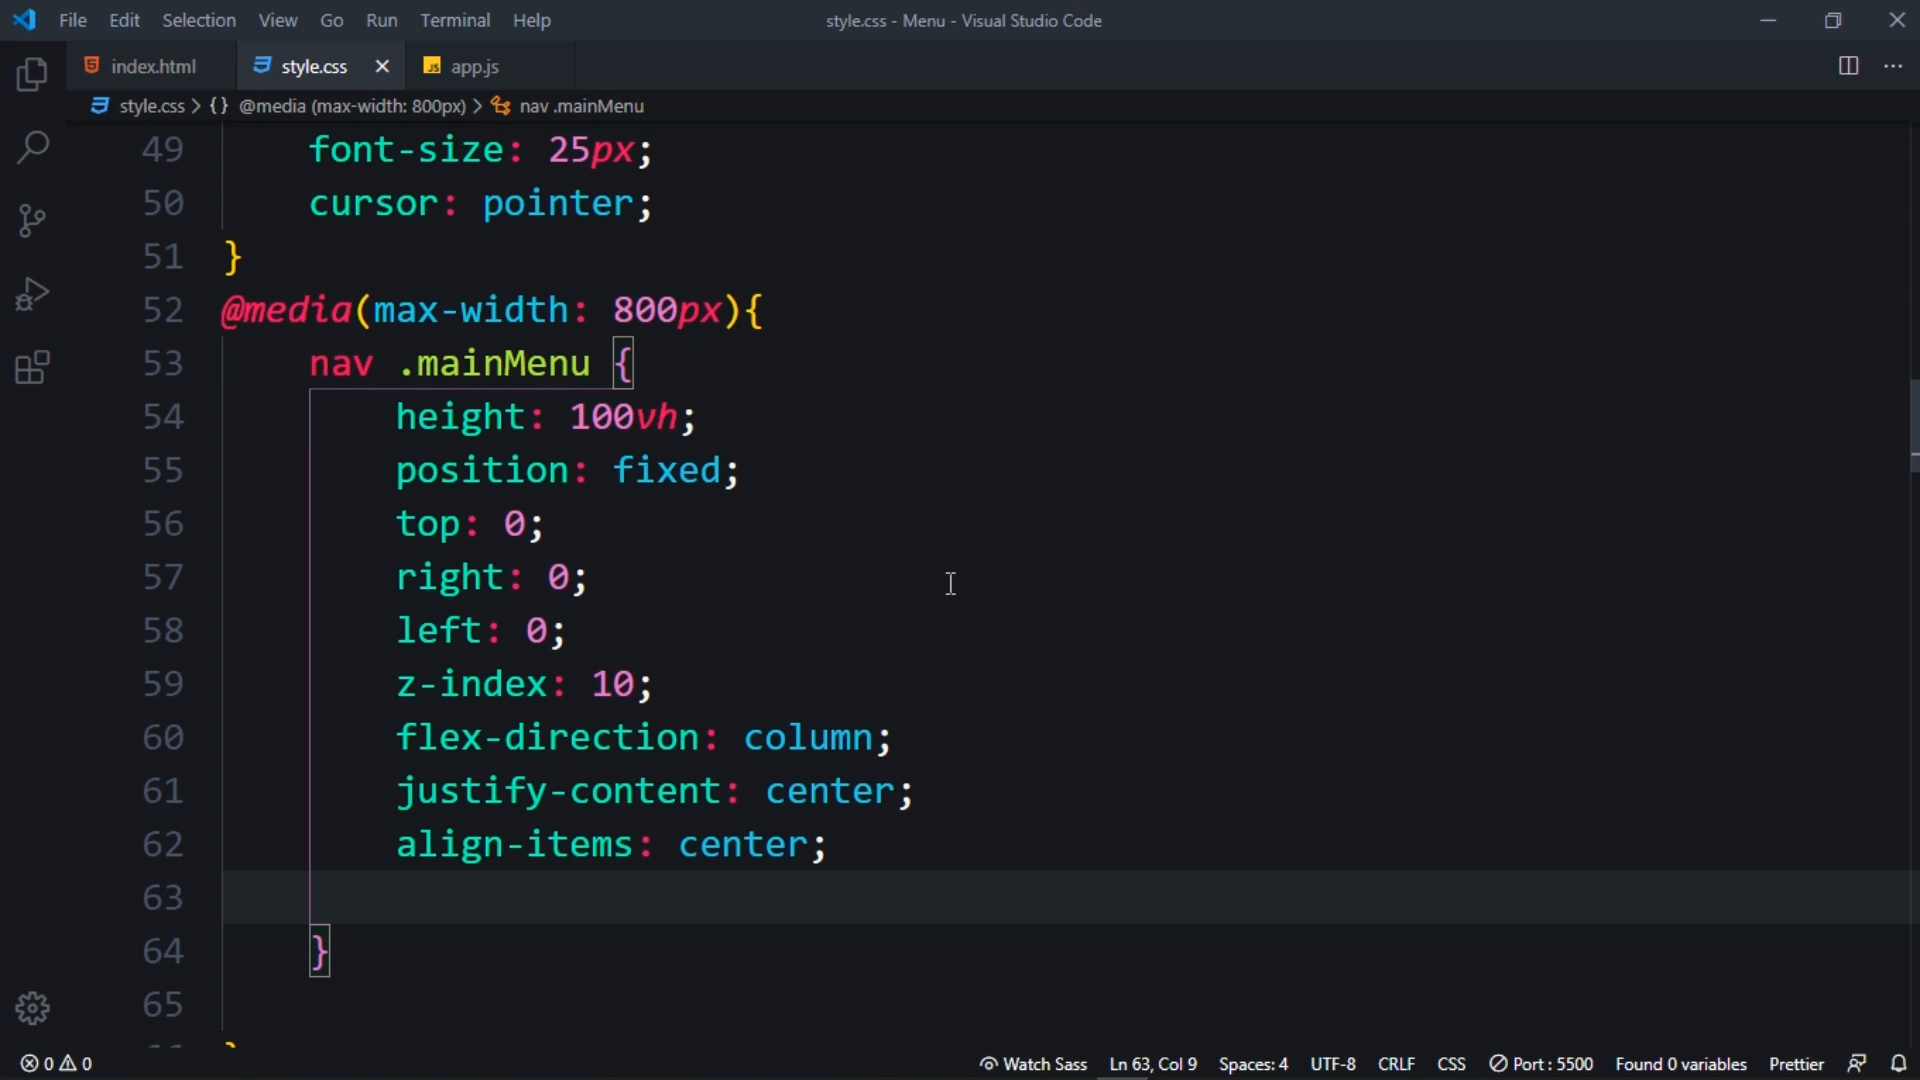 File Edit Selection View Go Run Terminal Help style.css - Menu - Visual Studio Code
index.html style.css app.js
style.css > {} @media (max-width: 800px) > nav .mainMenu
49 font-size: 25px;
50 cursor: pointer;
51 }
52 @media(max-width: 800px){
53 nav .mainMenu {
54 height: 100vh;
55 position: fixed;
56 top: 0;
57 right: 0;
58 left: 0;
59 z-index: 10;
60 flex-direction: column;
61 justify-content: center;
62 align-items: center;
63
64 }
65
0 0 Watch Sass Ln 63, Col 9 Spaces: 4 UTF-8 CRLF CSS Port : 5500 Found 0 variables Prettier